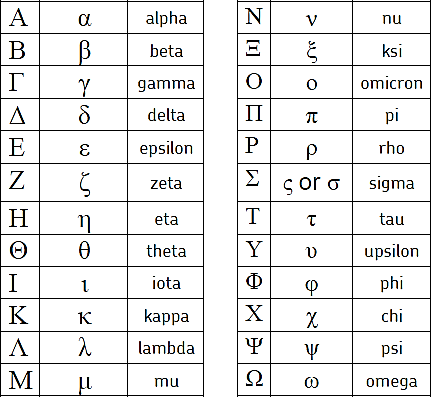 Α α alpha
Β β beta
Γ γ gamma
Δ δ delta
Ε ε epsilon
Ζ ζ zeta
Η η eta
Θ θ theta
Ι ι iota
Κ κ kappa
Λ λ lambda
Μ μ mu
Ν ν nu
Ξ ξ ksi
Ο ο omicron
Π π pi
Ρ ρ rho
Σ ς or σ sigma
Τ τ tau
Υ υ upsilon
Φ φ phi
Χ χ chi
Ψ ψ psi
Ω ω omega